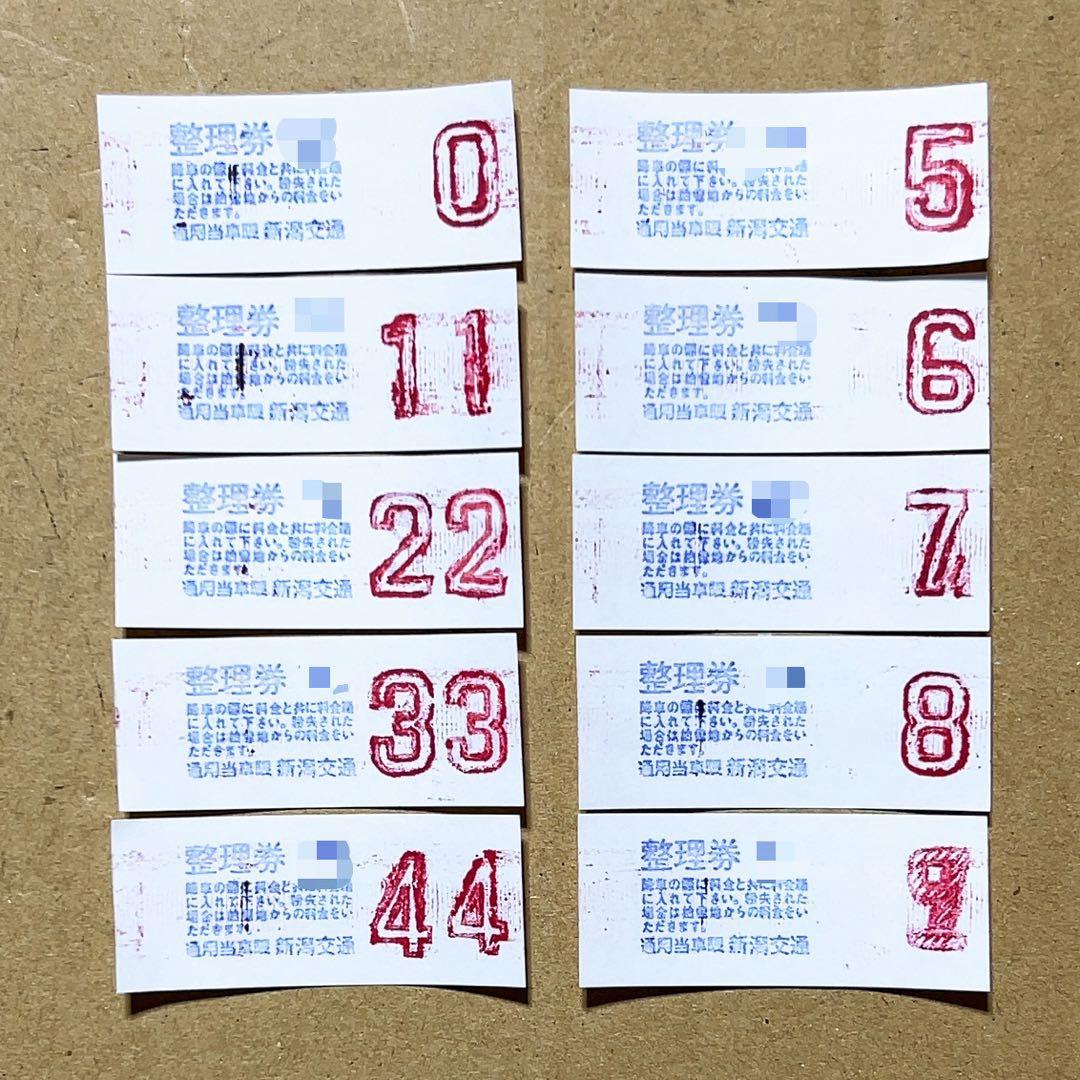 整理券
0
降車の際に料金と共に料金箱
に入れて下さい。紛失された
場合は始発地からの料金をい
ただきます。
通用当車限 新潟交通
整理券
11
降車の際に料金と共に料金箱
に入れて下さい。紛失された
場合は始発地からの料金をい
ただきます。
通用当車限 新潟交通
整理券
22
降車の際に料金と共に料金箱
に入れて下さい。紛失された
場合は始発地からの料金をい
ただきます。
通用当車限 新潟交通
整理券
33
降車の際に料金と共に料金箱
に入れて下さい。紛失された
場合は始発地からの料金をい
ただきます。
通用当車限 新潟交通
整理券
44
降車の際に料金と共に料金箱
に入れて下さい。紛失された
場合は始発地からの料金をい
ただきます。
通用当車限 新潟交通
整理券
5
降車の際に料
に入れて下さい。紛失された
場合は始発地からの料金をい
ただきます。
通用当車限 新潟交通
整理券
6
降車の際に料金と共に料金箱
に入れて下さい。紛失された
場合は始発地からの料金をい
ただきます。
通用当車限 新潟交通
整理券
7
降車の際に料金と共に料金箱
に入れて下さい。紛失された
場合は始発地からの料金をい
ただきます。
通用当車限 新潟交通
整理券
8
降車の際に料金と共に料金箱
に入れて下さい。紛失された
場合は始発地からの料金をい
ただきます。
通用当車限 新潟交通
整理券
9
降車の際に料金と共に料金箱
に入れて下さい。紛失された
場合は始発地からの料金をい
ただきます。
通用当車限 新潟交通